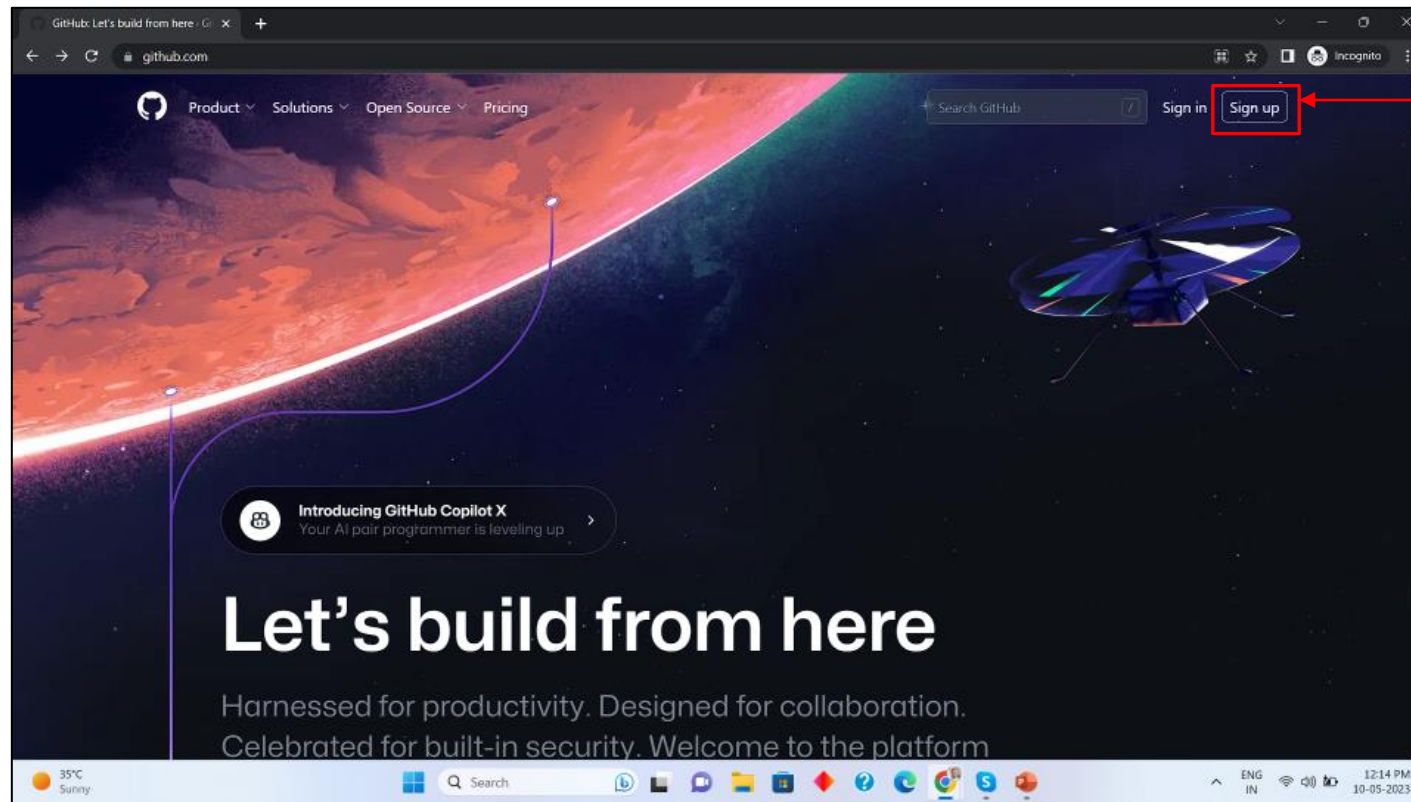 GitHub: Let's build from here · Gi
github.com
Incognito
Product Solutions Open Source Pricing
Search GitHub /
Sign in Sign up
Introducing GitHub Copilot X
Your AI pair programmer is leveling up
Let's build from here
Harnessed for productivity. Designed for collaboration.
Celebrated for built-in security. Welcome to the platform
35°C
Sunny
Search
ENG
IN
12:14 PM
10-05-2023